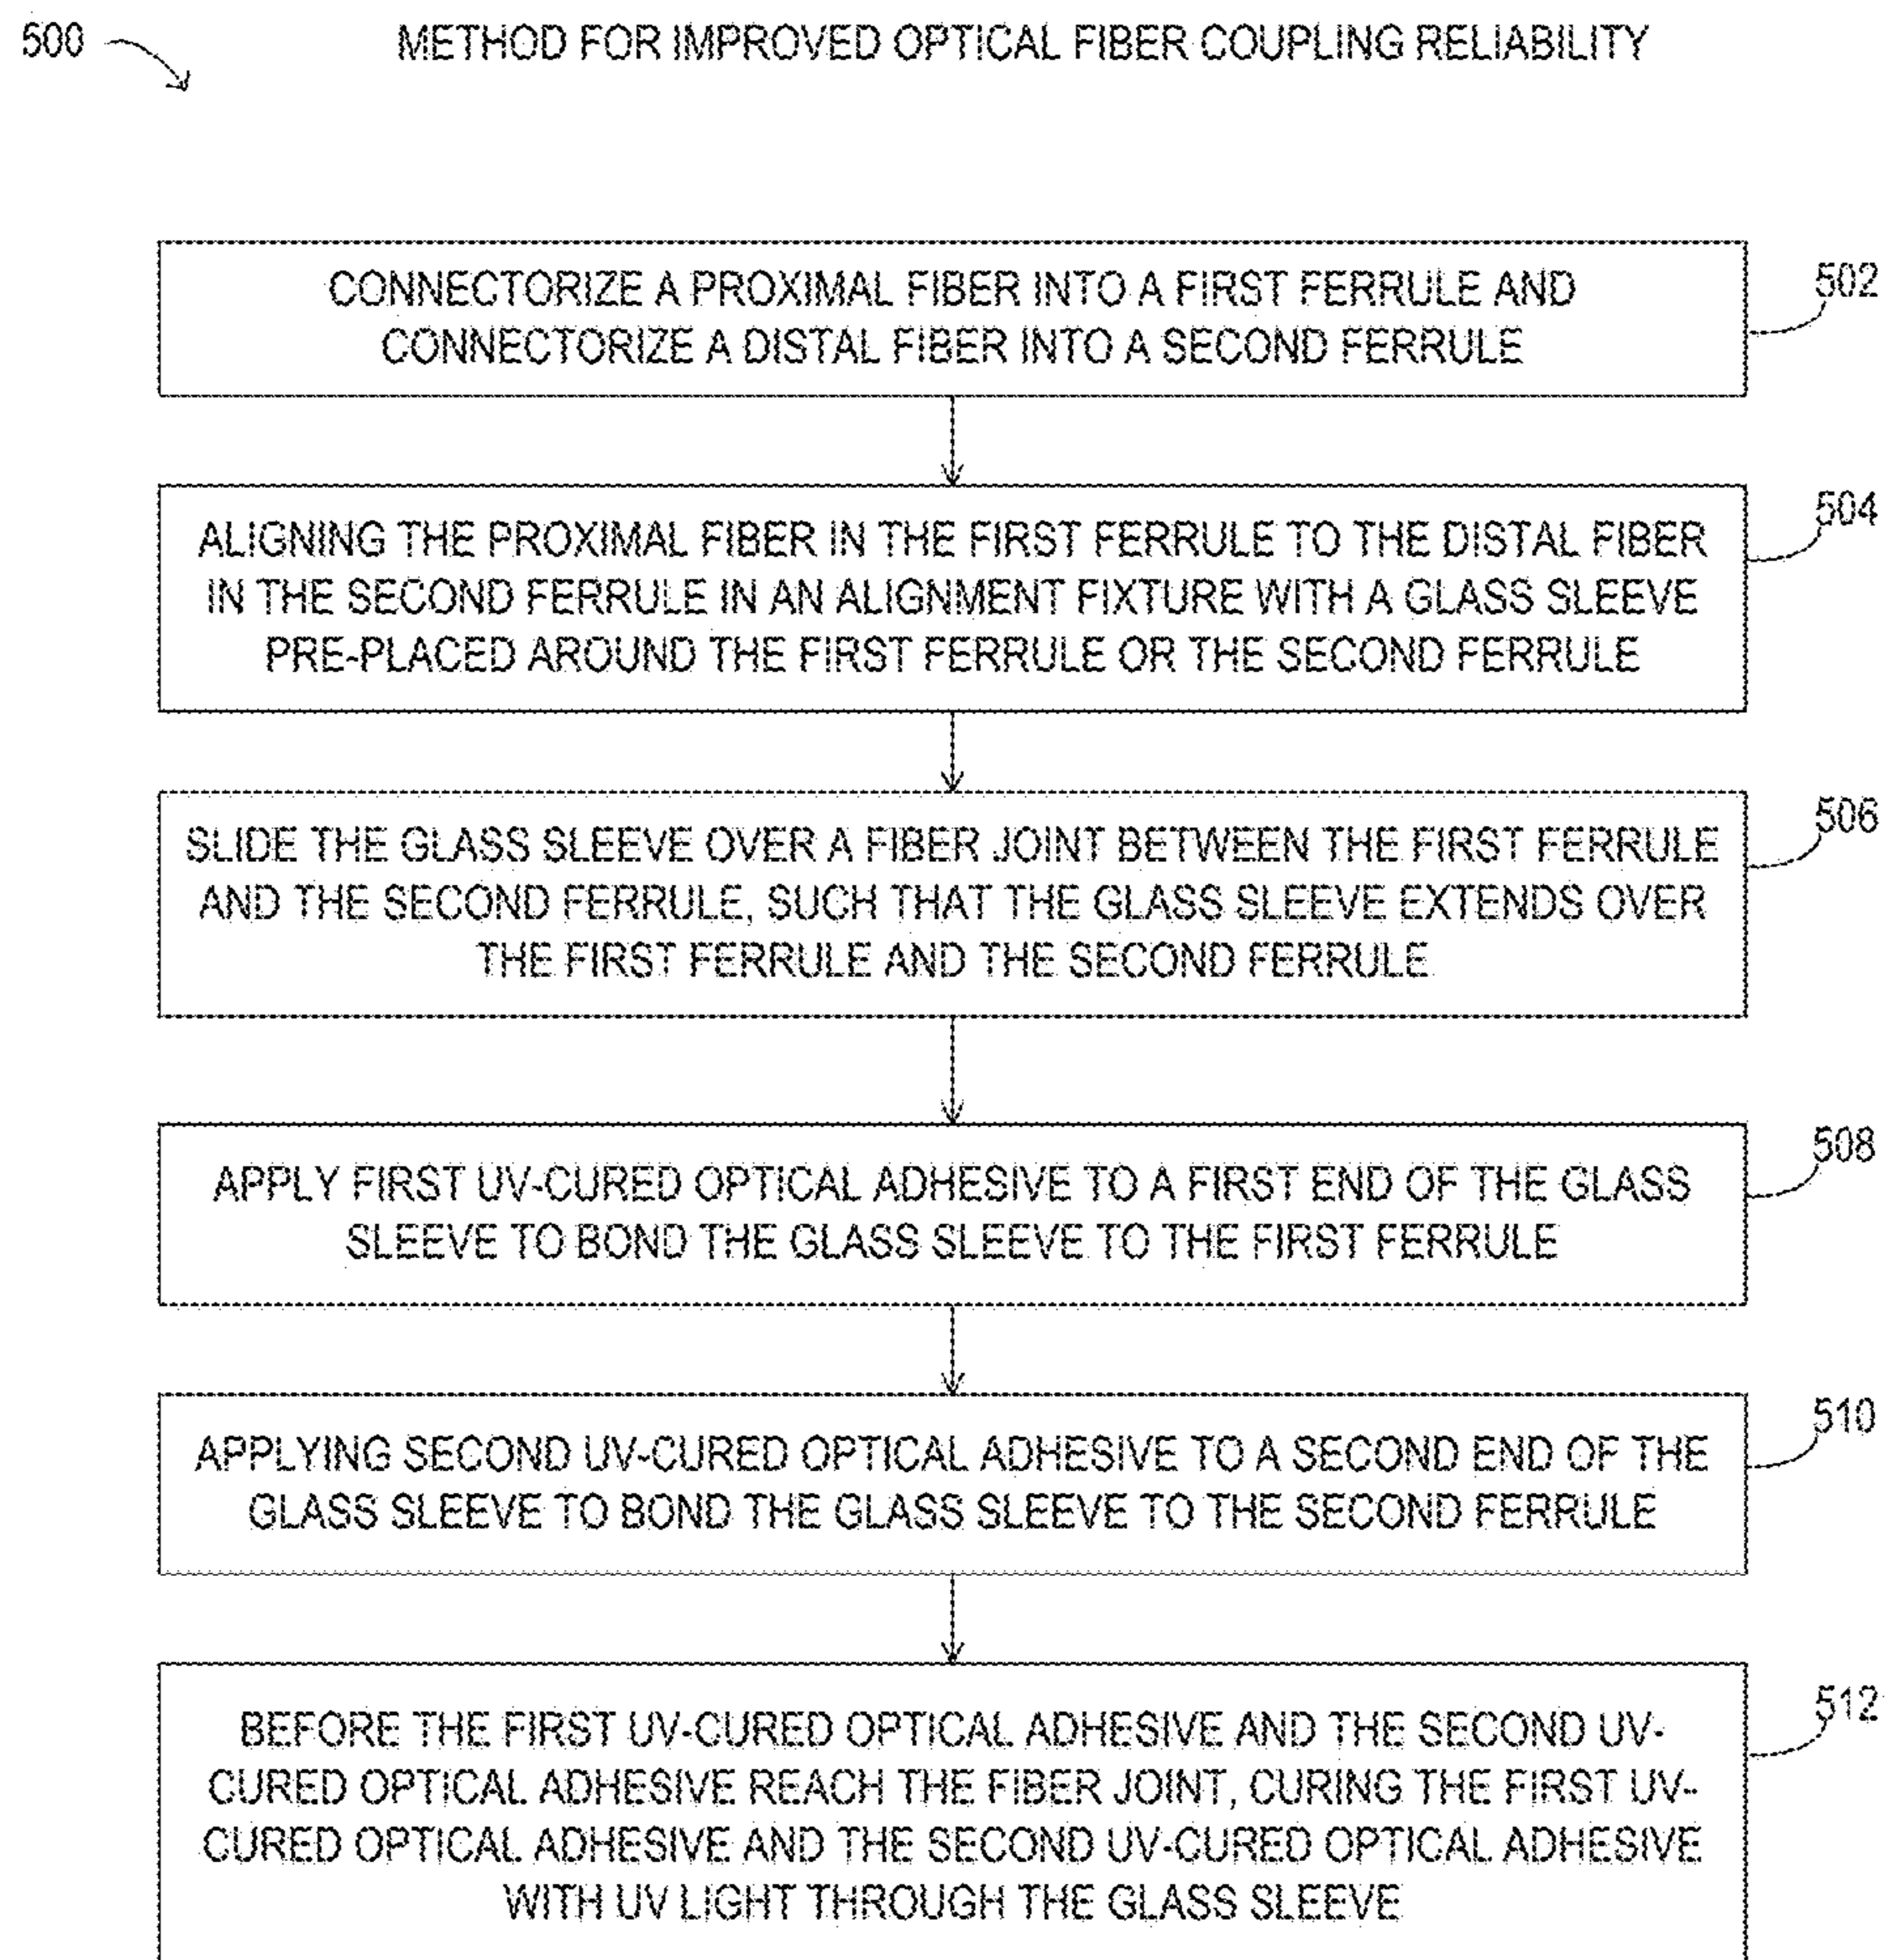 500
METHOD FOR IMPROVED OPTICAL FIBER COUPLING RELIABILITY
CONNECTORIZE A PROXIMAL FIBER INTO A FIRST FERRULE AND
CONNECTORIZE A DISTAL FIBER INTO A SECOND FERRULE
502
ALIGNING THE PROXIMAL FIBER IN THE FIRST FERRULE TO THE DISTAL FIBER
IN THE SECOND FERRULE IN AN ALIGNMENT FIXTURE WITH A GLASS SLEEVE
PRE-PLACED AROUND THE FIRST FERRULE OR THE SECOND FERRULE
504
SLIDE THE GLASS SLEEVE OVER A FIBER JOINT BETWEEN THE FIRST FERRULE
AND THE SECOND FERRULE, SUCH THAT THE GLASS SLEEVE EXTENDS OVER
THE FIRST FERRULE AND THE SECOND FERRULE
506
APPLY FIRST UV-CURED OPTICAL ADHESIVE TO A FIRST END OF THE GLASS
SLEEVE TO BOND THE GLASS SLEEVE TO THE FIRST FERRULE
508
APPLYING SECOND UV-CURED OPTICAL ADHESIVE TO A SECOND END OF THE
GLASS SLEEVE TO BOND THE GLASS SLEEVE TO THE SECOND FERRULE
510
BEFORE THE FIRST UV-CURED OPTICAL ADHESIVE AND THE SECOND UV-
CURED OPTICAL ADHESIVE REACH THE FIBER JOINT, CURING THE FIRST UV-
CURED OPTICAL ADHESIVE AND THE SECOND UV-CURED OPTICAL ADHESIVE
WITH UV LIGHT THROUGH THE GLASS SLEEVE
512